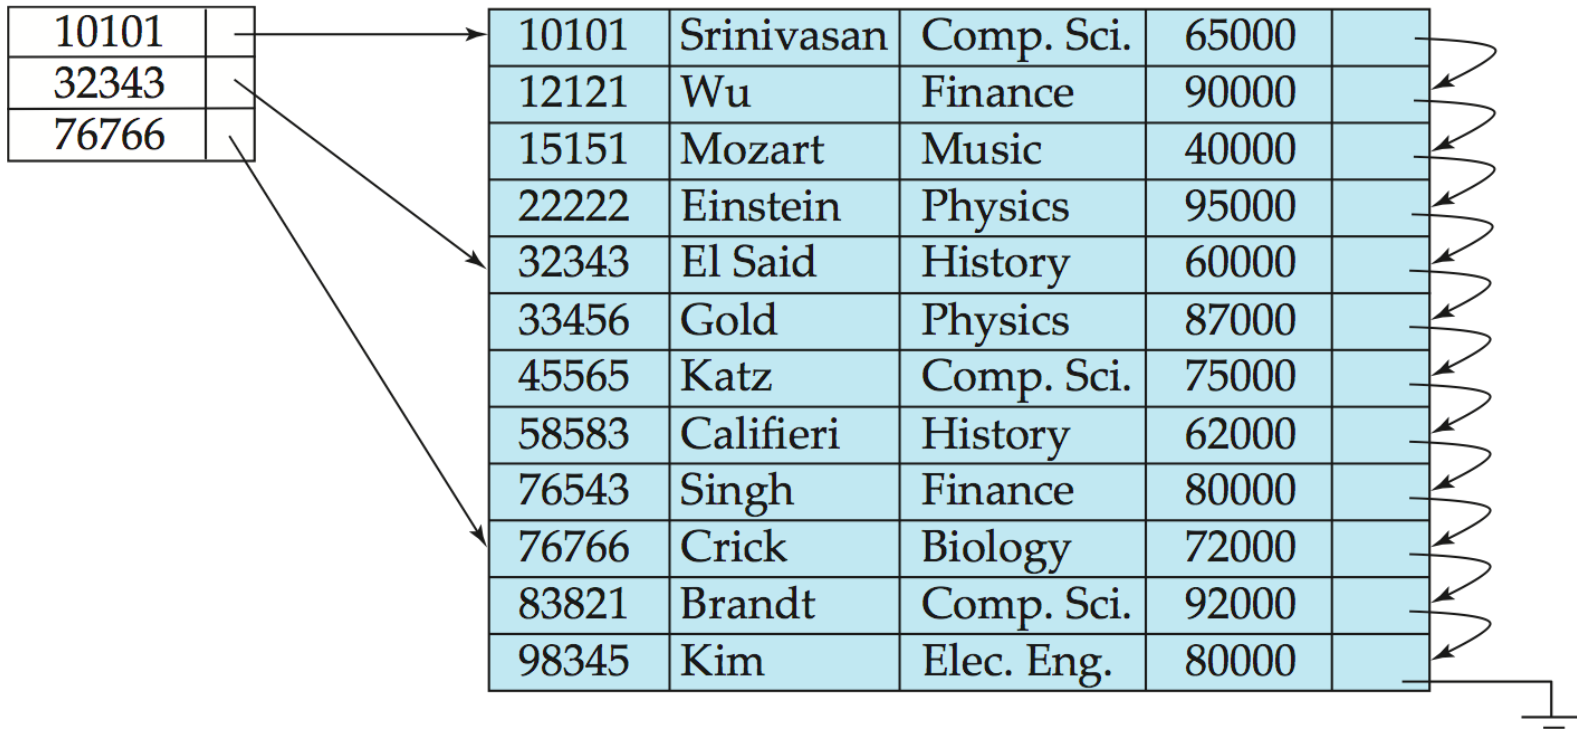 10101
32343
76766
10101 Srinivasan Comp. Sci. 65000
12121 Wu Finance 90000
15151 Mozart Music 40000
22222 Einstein Physics 95000
32343 El Said History 60000
33456 Gold Physics 87000
45565 Katz Comp. Sci. 75000
58583 Califieri History 62000
76543 Singh Finance 80000
76766 Crick Biology 72000
83821 Brandt Comp. Sci. 92000
98345 Kim Elec. Eng. 80000